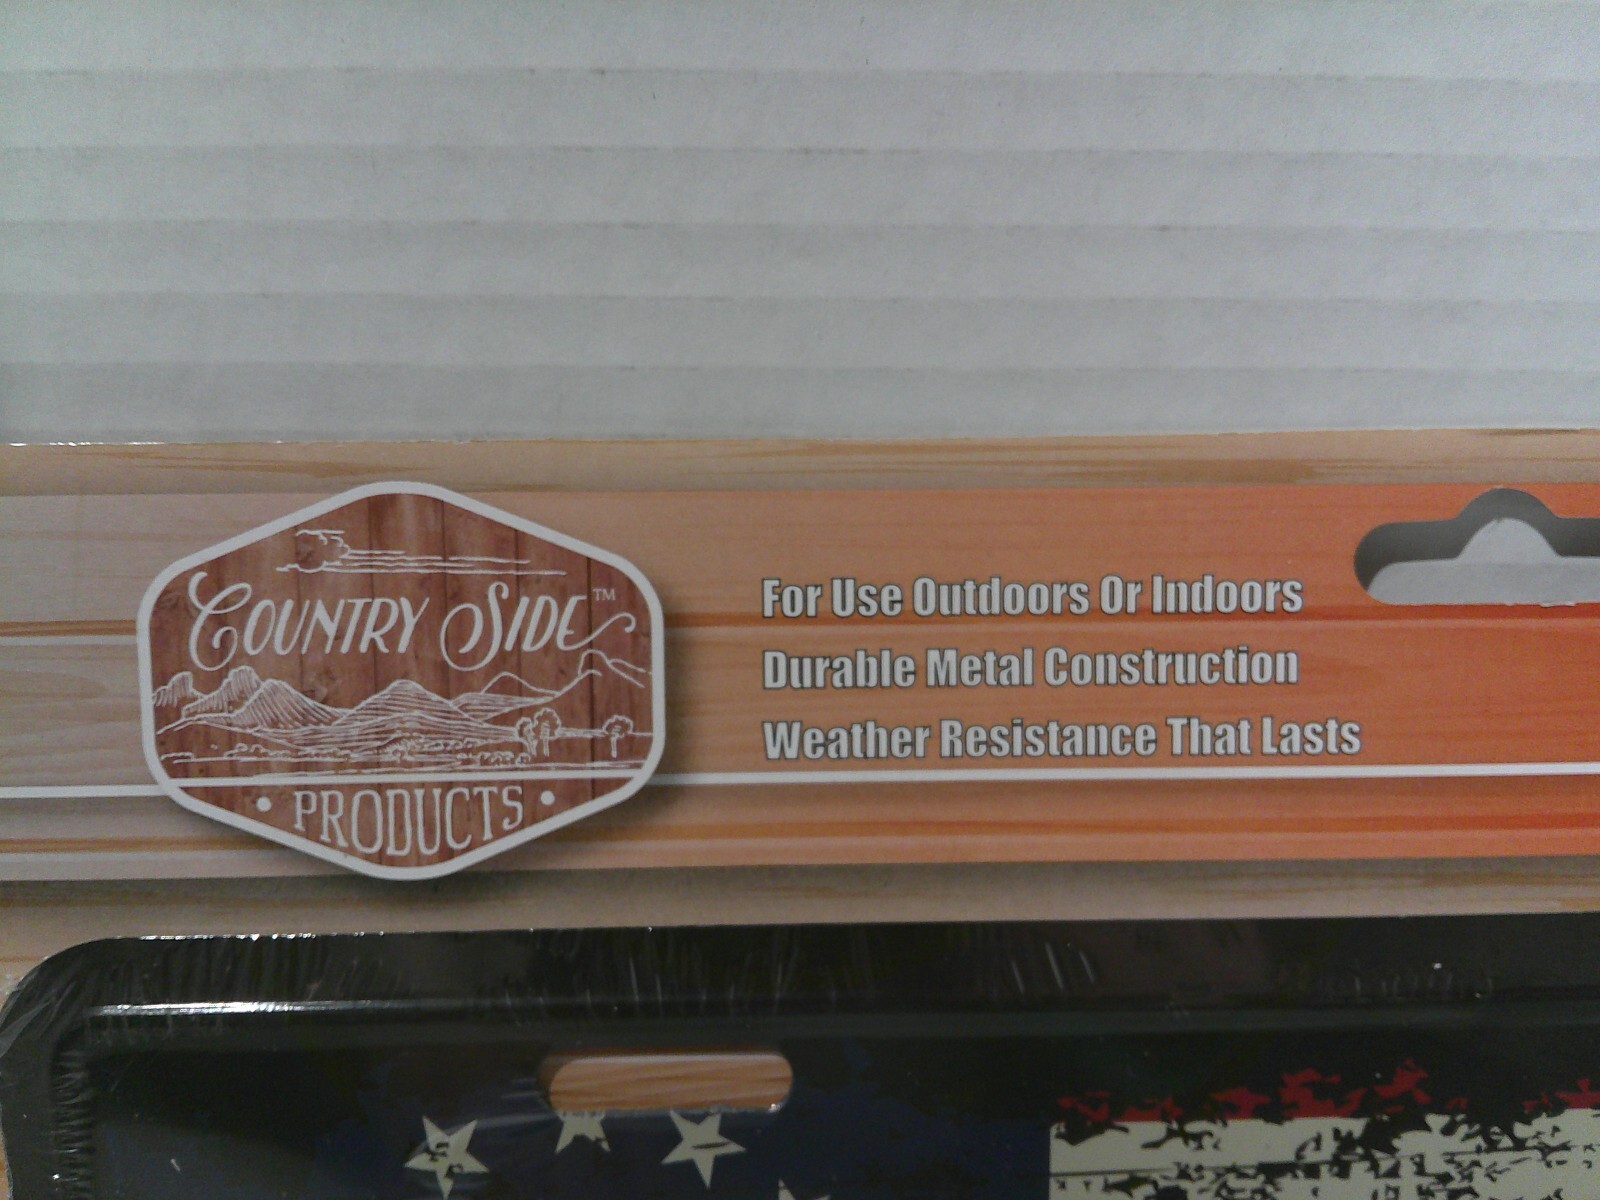 COUNTRY SIDE™
• PRODUCTS •
For Use Outdoors Or Indoors
Durable Metal Construction
Weather Resistance That Lasts